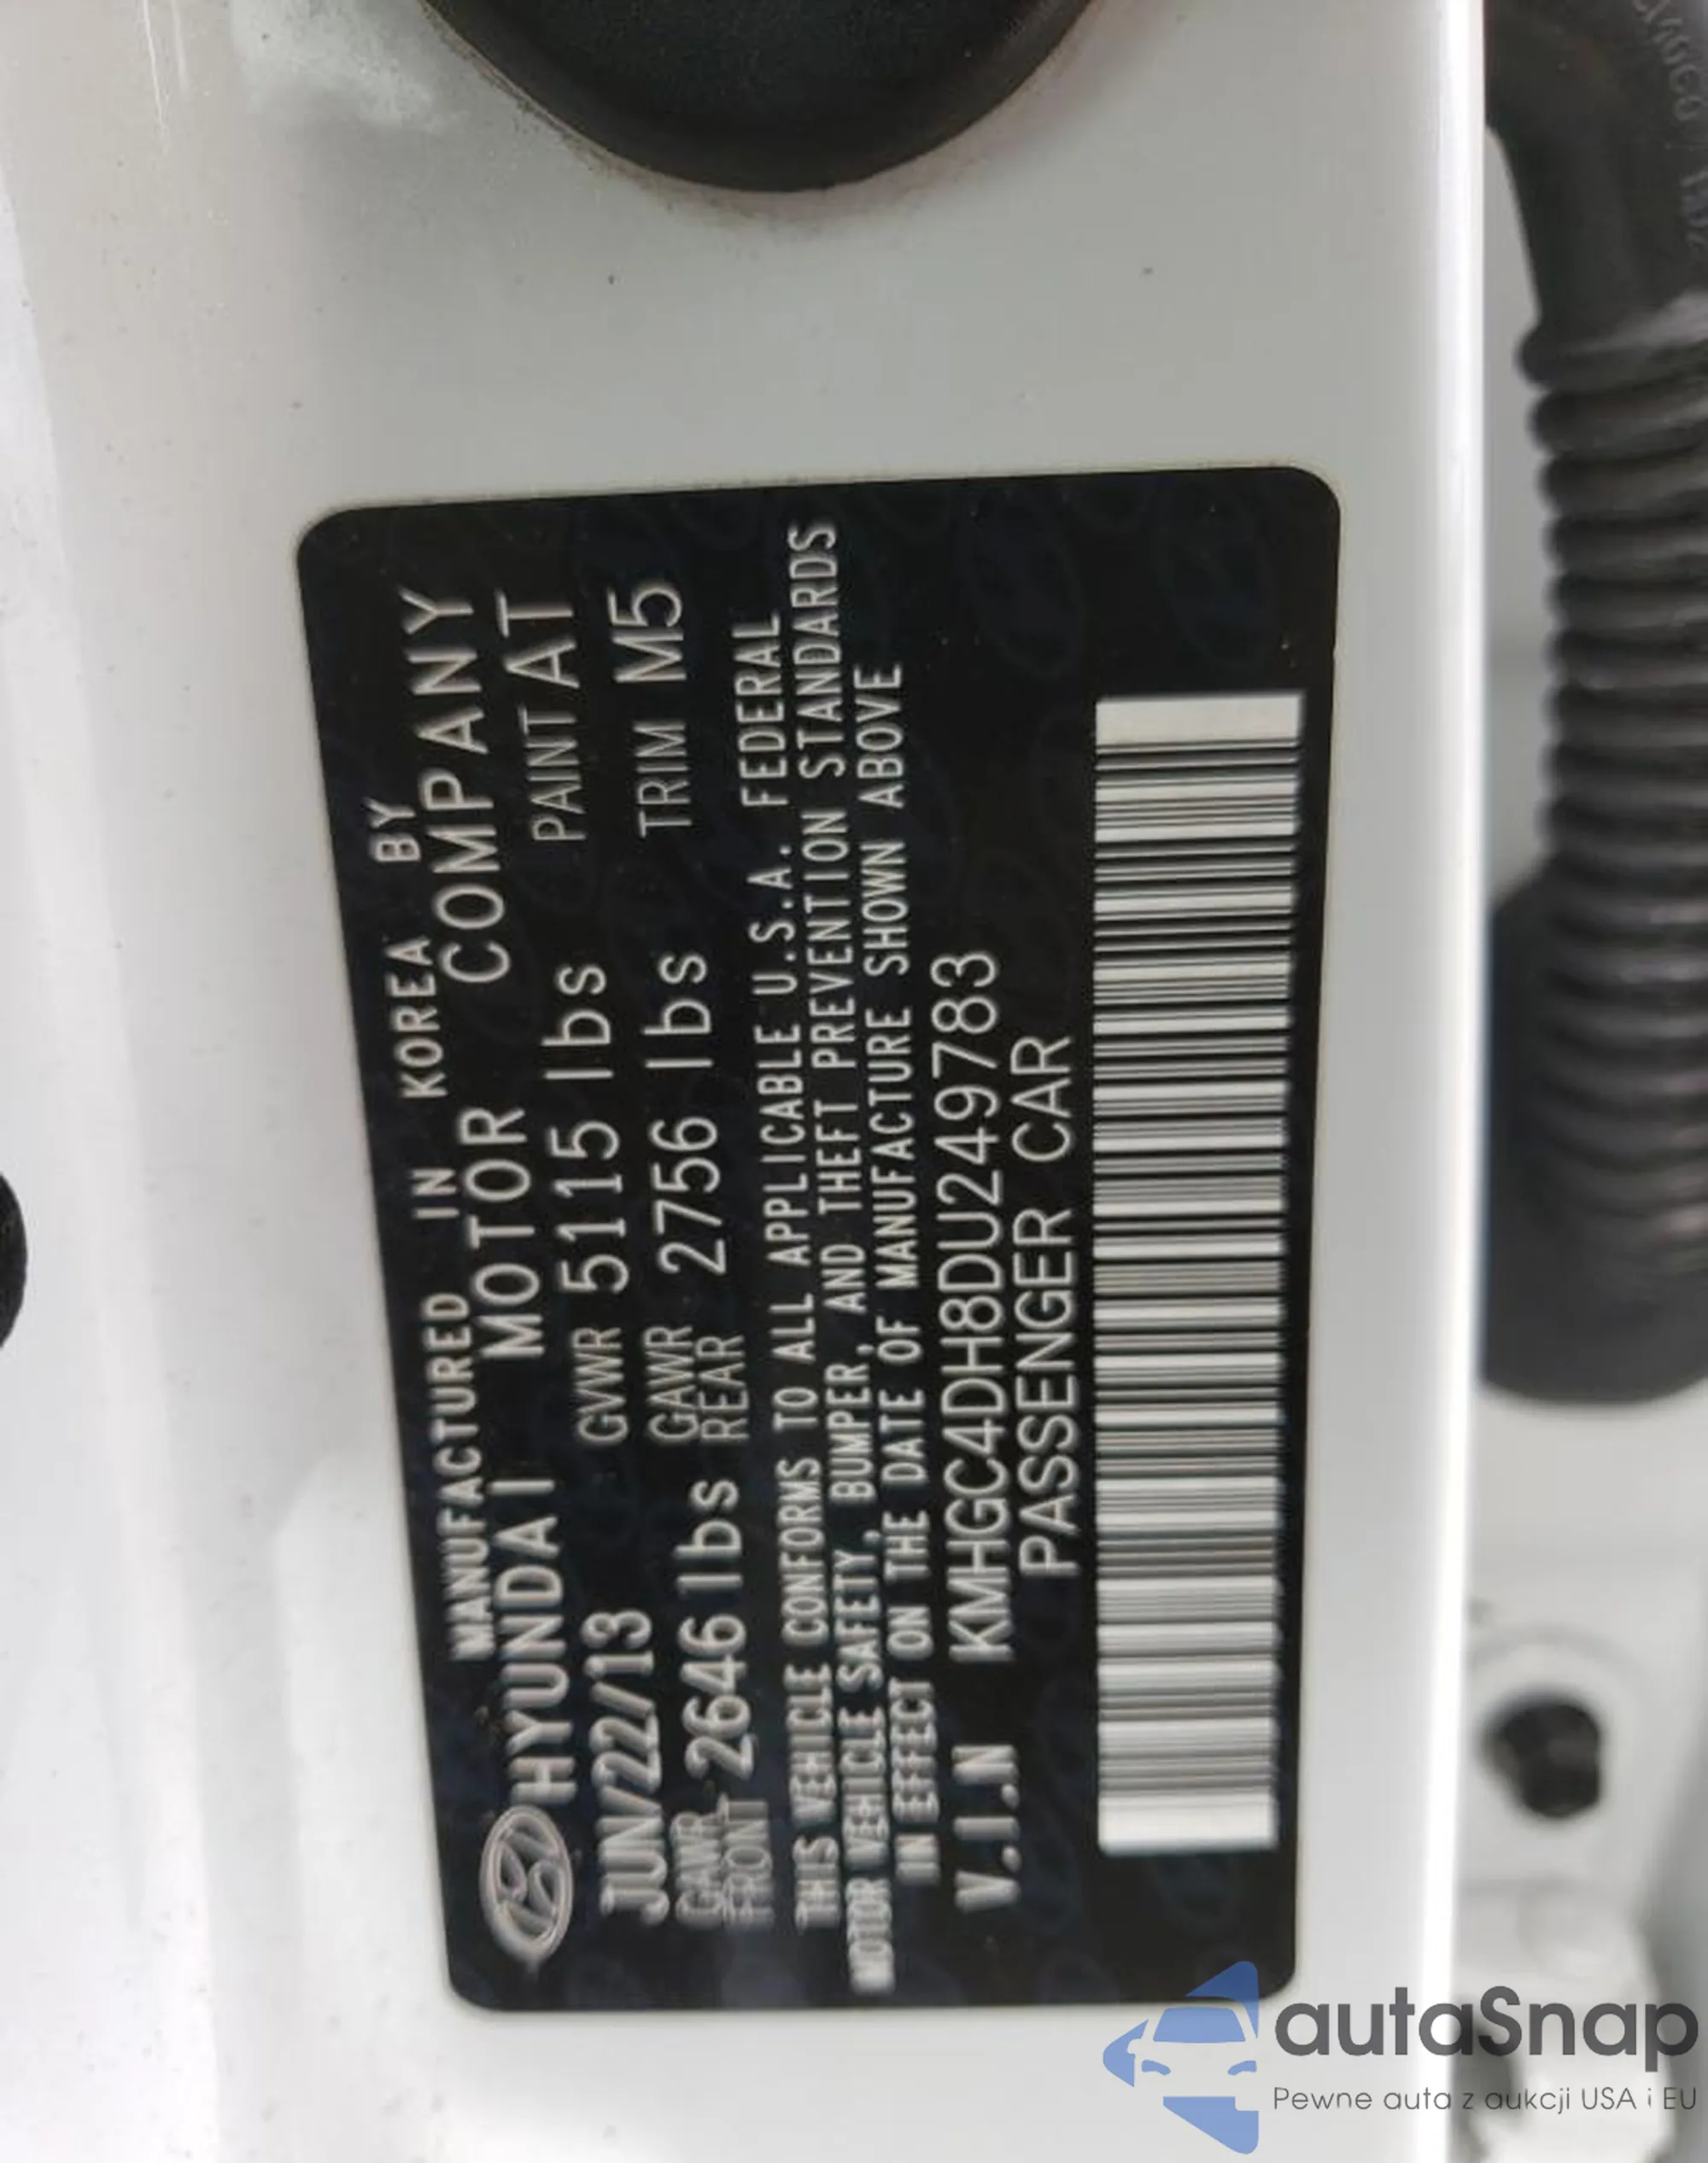 MANUFACTURED IN KOREA BY
HYUNDAI MOTOR COMPANY
JUN/22/13 GVWR 5115 lbs PAINT AT
GAWR FRONT 2646 lbs GAWR REAR 2756 lbs TRIM M5
THIS VEHICLE CONFORMS TO ALL APPLICABLE U.S.A. FEDERAL
MOTOR VEHICLE SAFETY, BUMPER, AND THEFT PREVENTION STANDARDS
IN EFFECT ON THE DATE OF MANUFACTURE SHOWN ABOVE
V.I.N KMHGC4DH8DU249783
PASSENGER CAR
autaSnap
Pewne auta z aukcji USA i EU